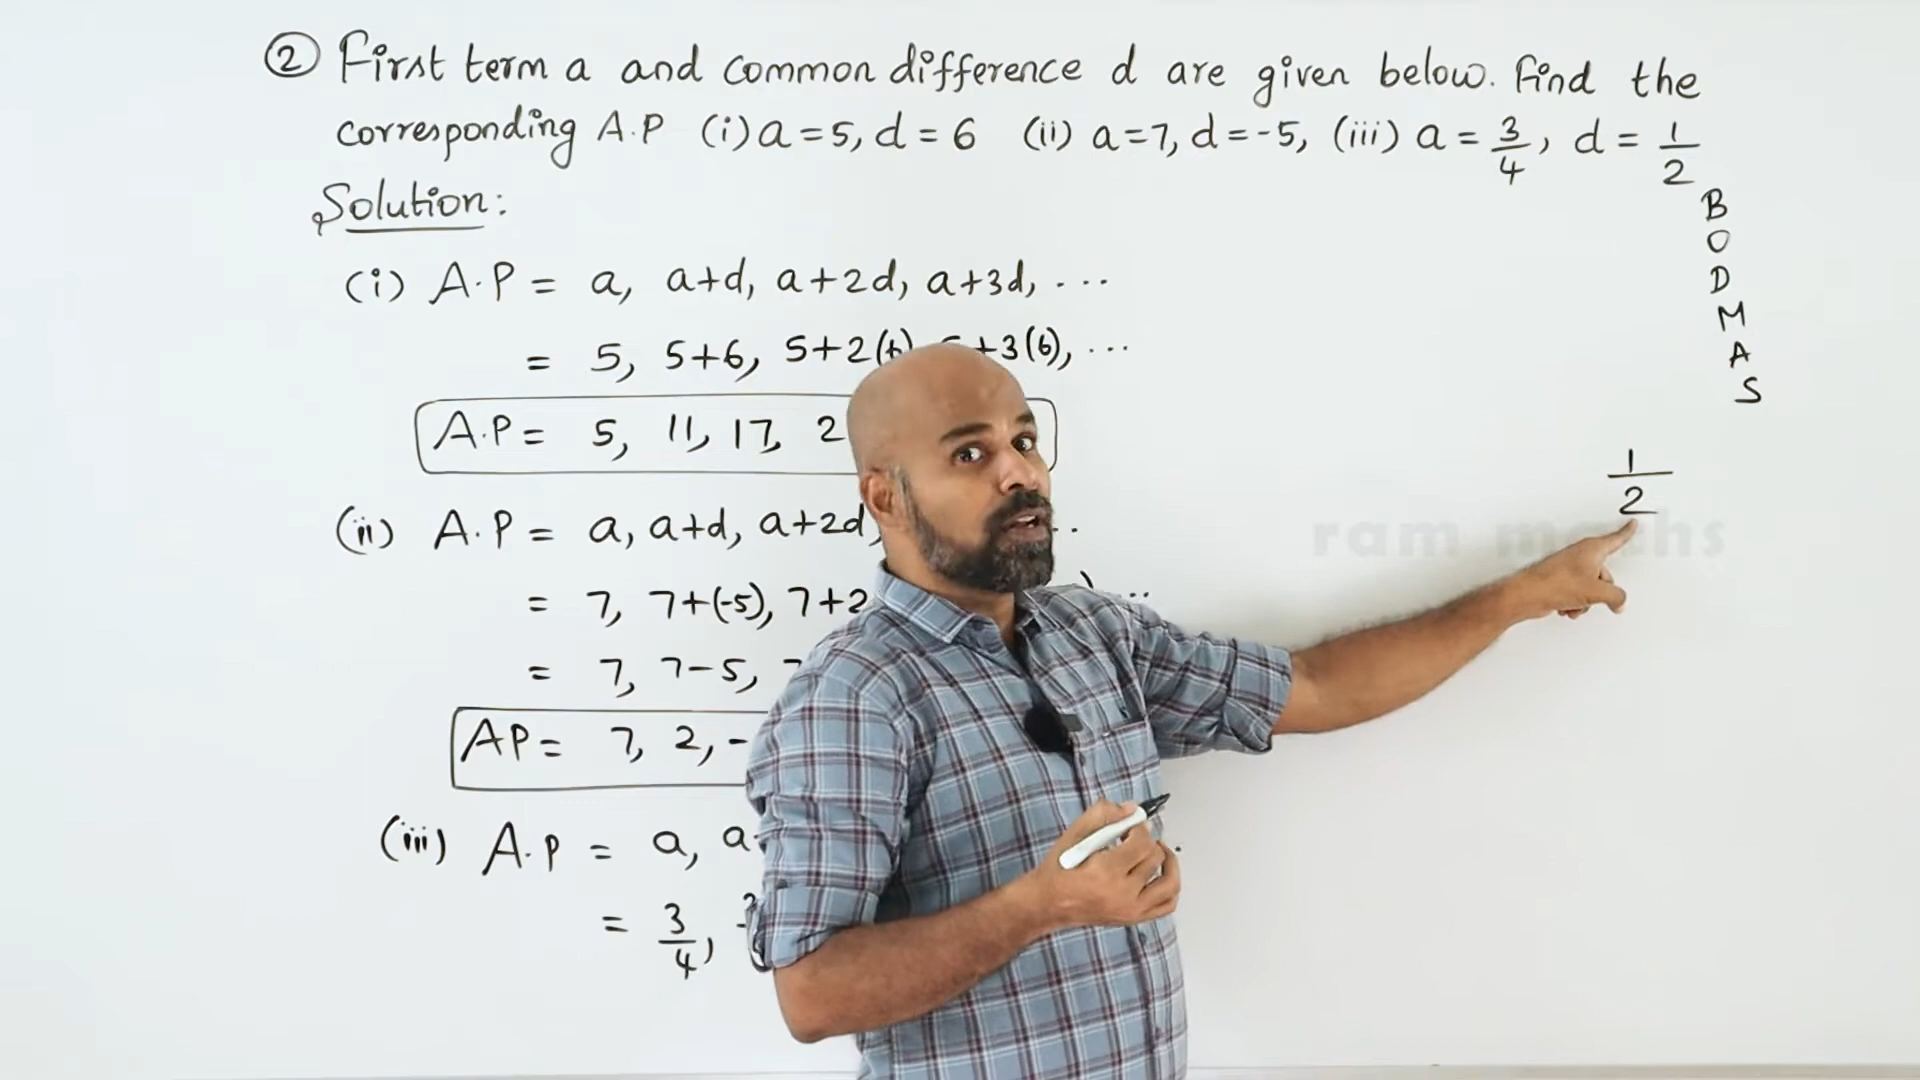 ② First term a and common difference d are given below. Find the
corresponding A.P (i) a = 5, d = 6 (ii) a = 7, d = -5, (iii) a = 3/4, d = 1/2
Solution:
(i) A.P = a, a+d, a+2d, a+3d, ...
= 5, 5+6, 5+2(6), +3(6), ...
A.P = 5, 11, 17, 2
(ii) A.P = a, a+d, a+2d, ..
= 7, 7+(-5), 7+2 ) ..
= 7, 7-5, 7
AP = 7, 2, -
(iii) A.P = a, a
= 3/4,
B
O
D
M
A
S
1/2
ram maths